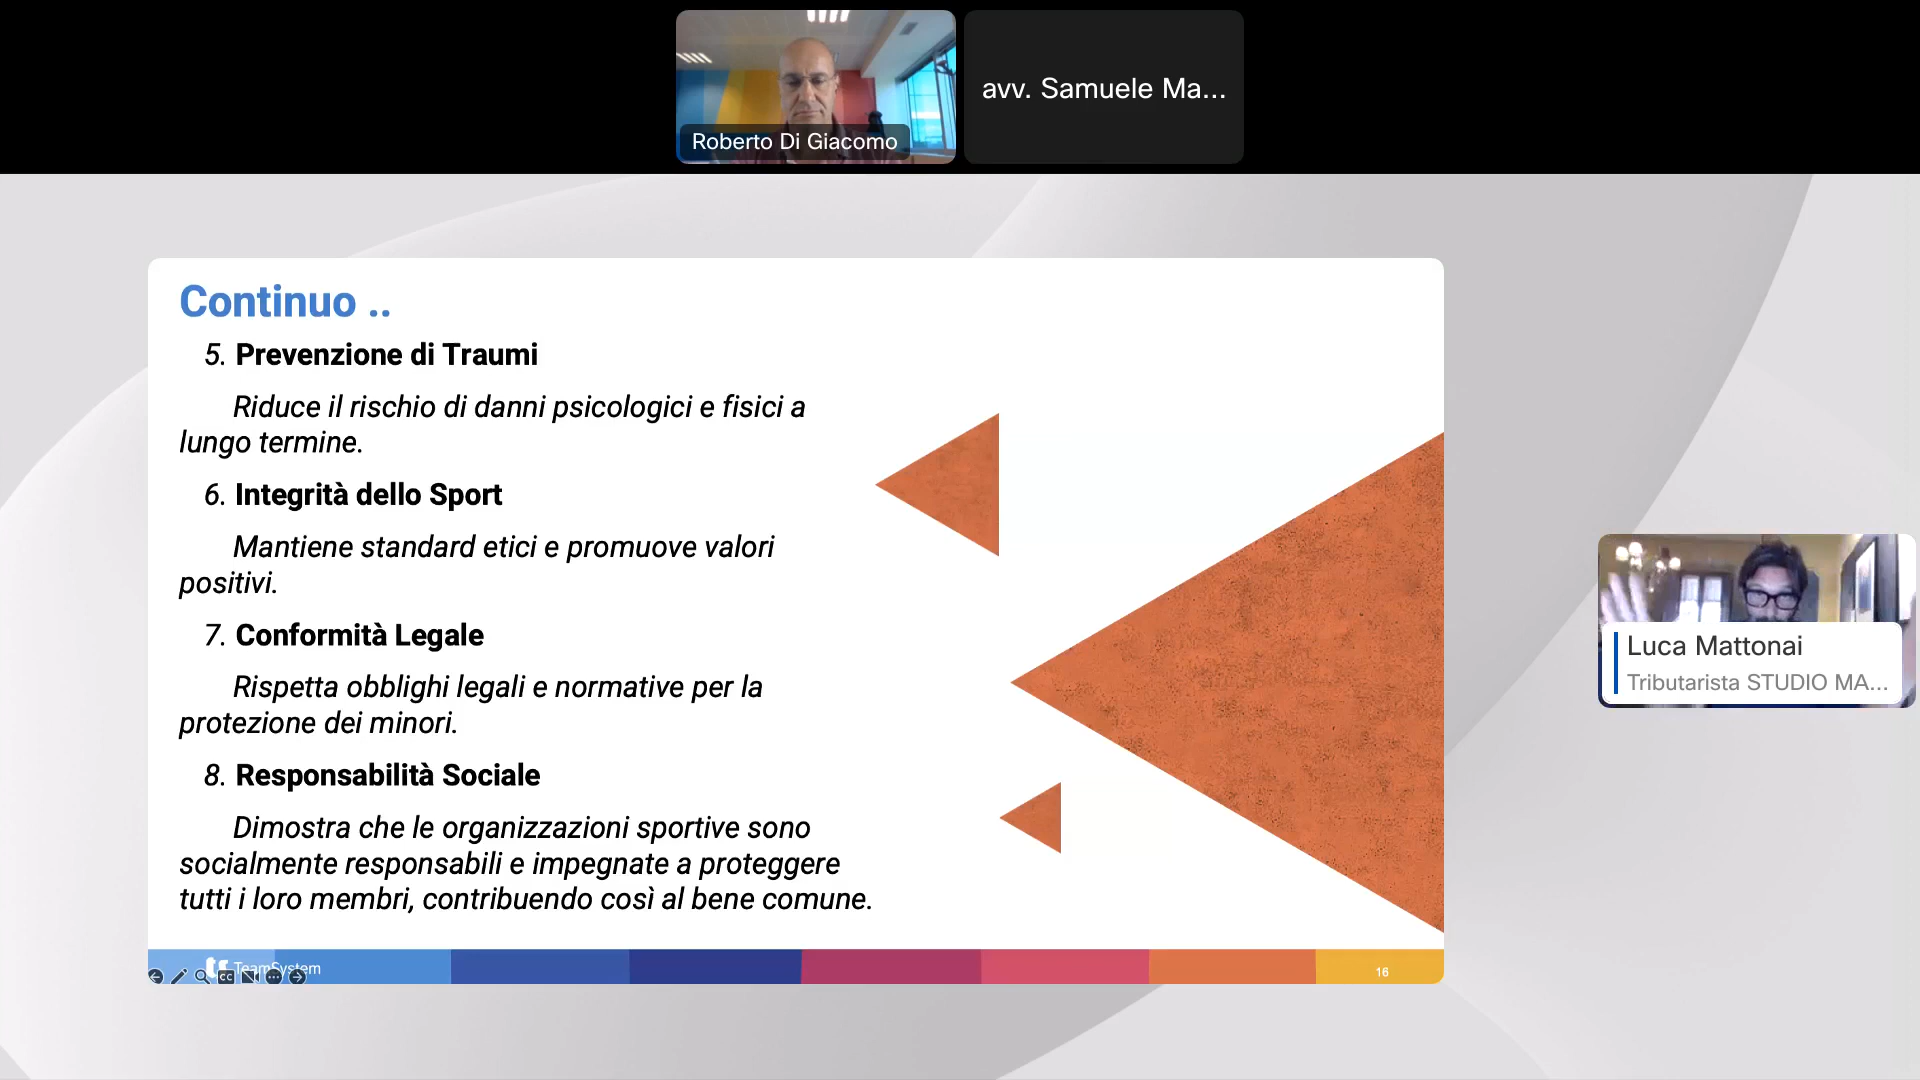 Roberto Di Giacomo
avv. Samuele Ma...
Continuo ..
5. Prevenzione di Traumi
Riduce il rischio di danni psicologici e fisici a
lungo termine.
6. Integrità dello Sport
Mantiene standard etici e promuove valori
positivi.
7. Conformità Legale
Rispetta obblighi legali e normative per la
protezione dei minori.
8. Responsabilità Sociale
Dimostra che le organizzazioni sportive sono
socialmente responsabili e impegnate a proteggere
tutti i loro membri, contribuendo così al bene comune.
TeamSystem
CC
16
Luca Mattonai
Tributarista STUDIO MA...